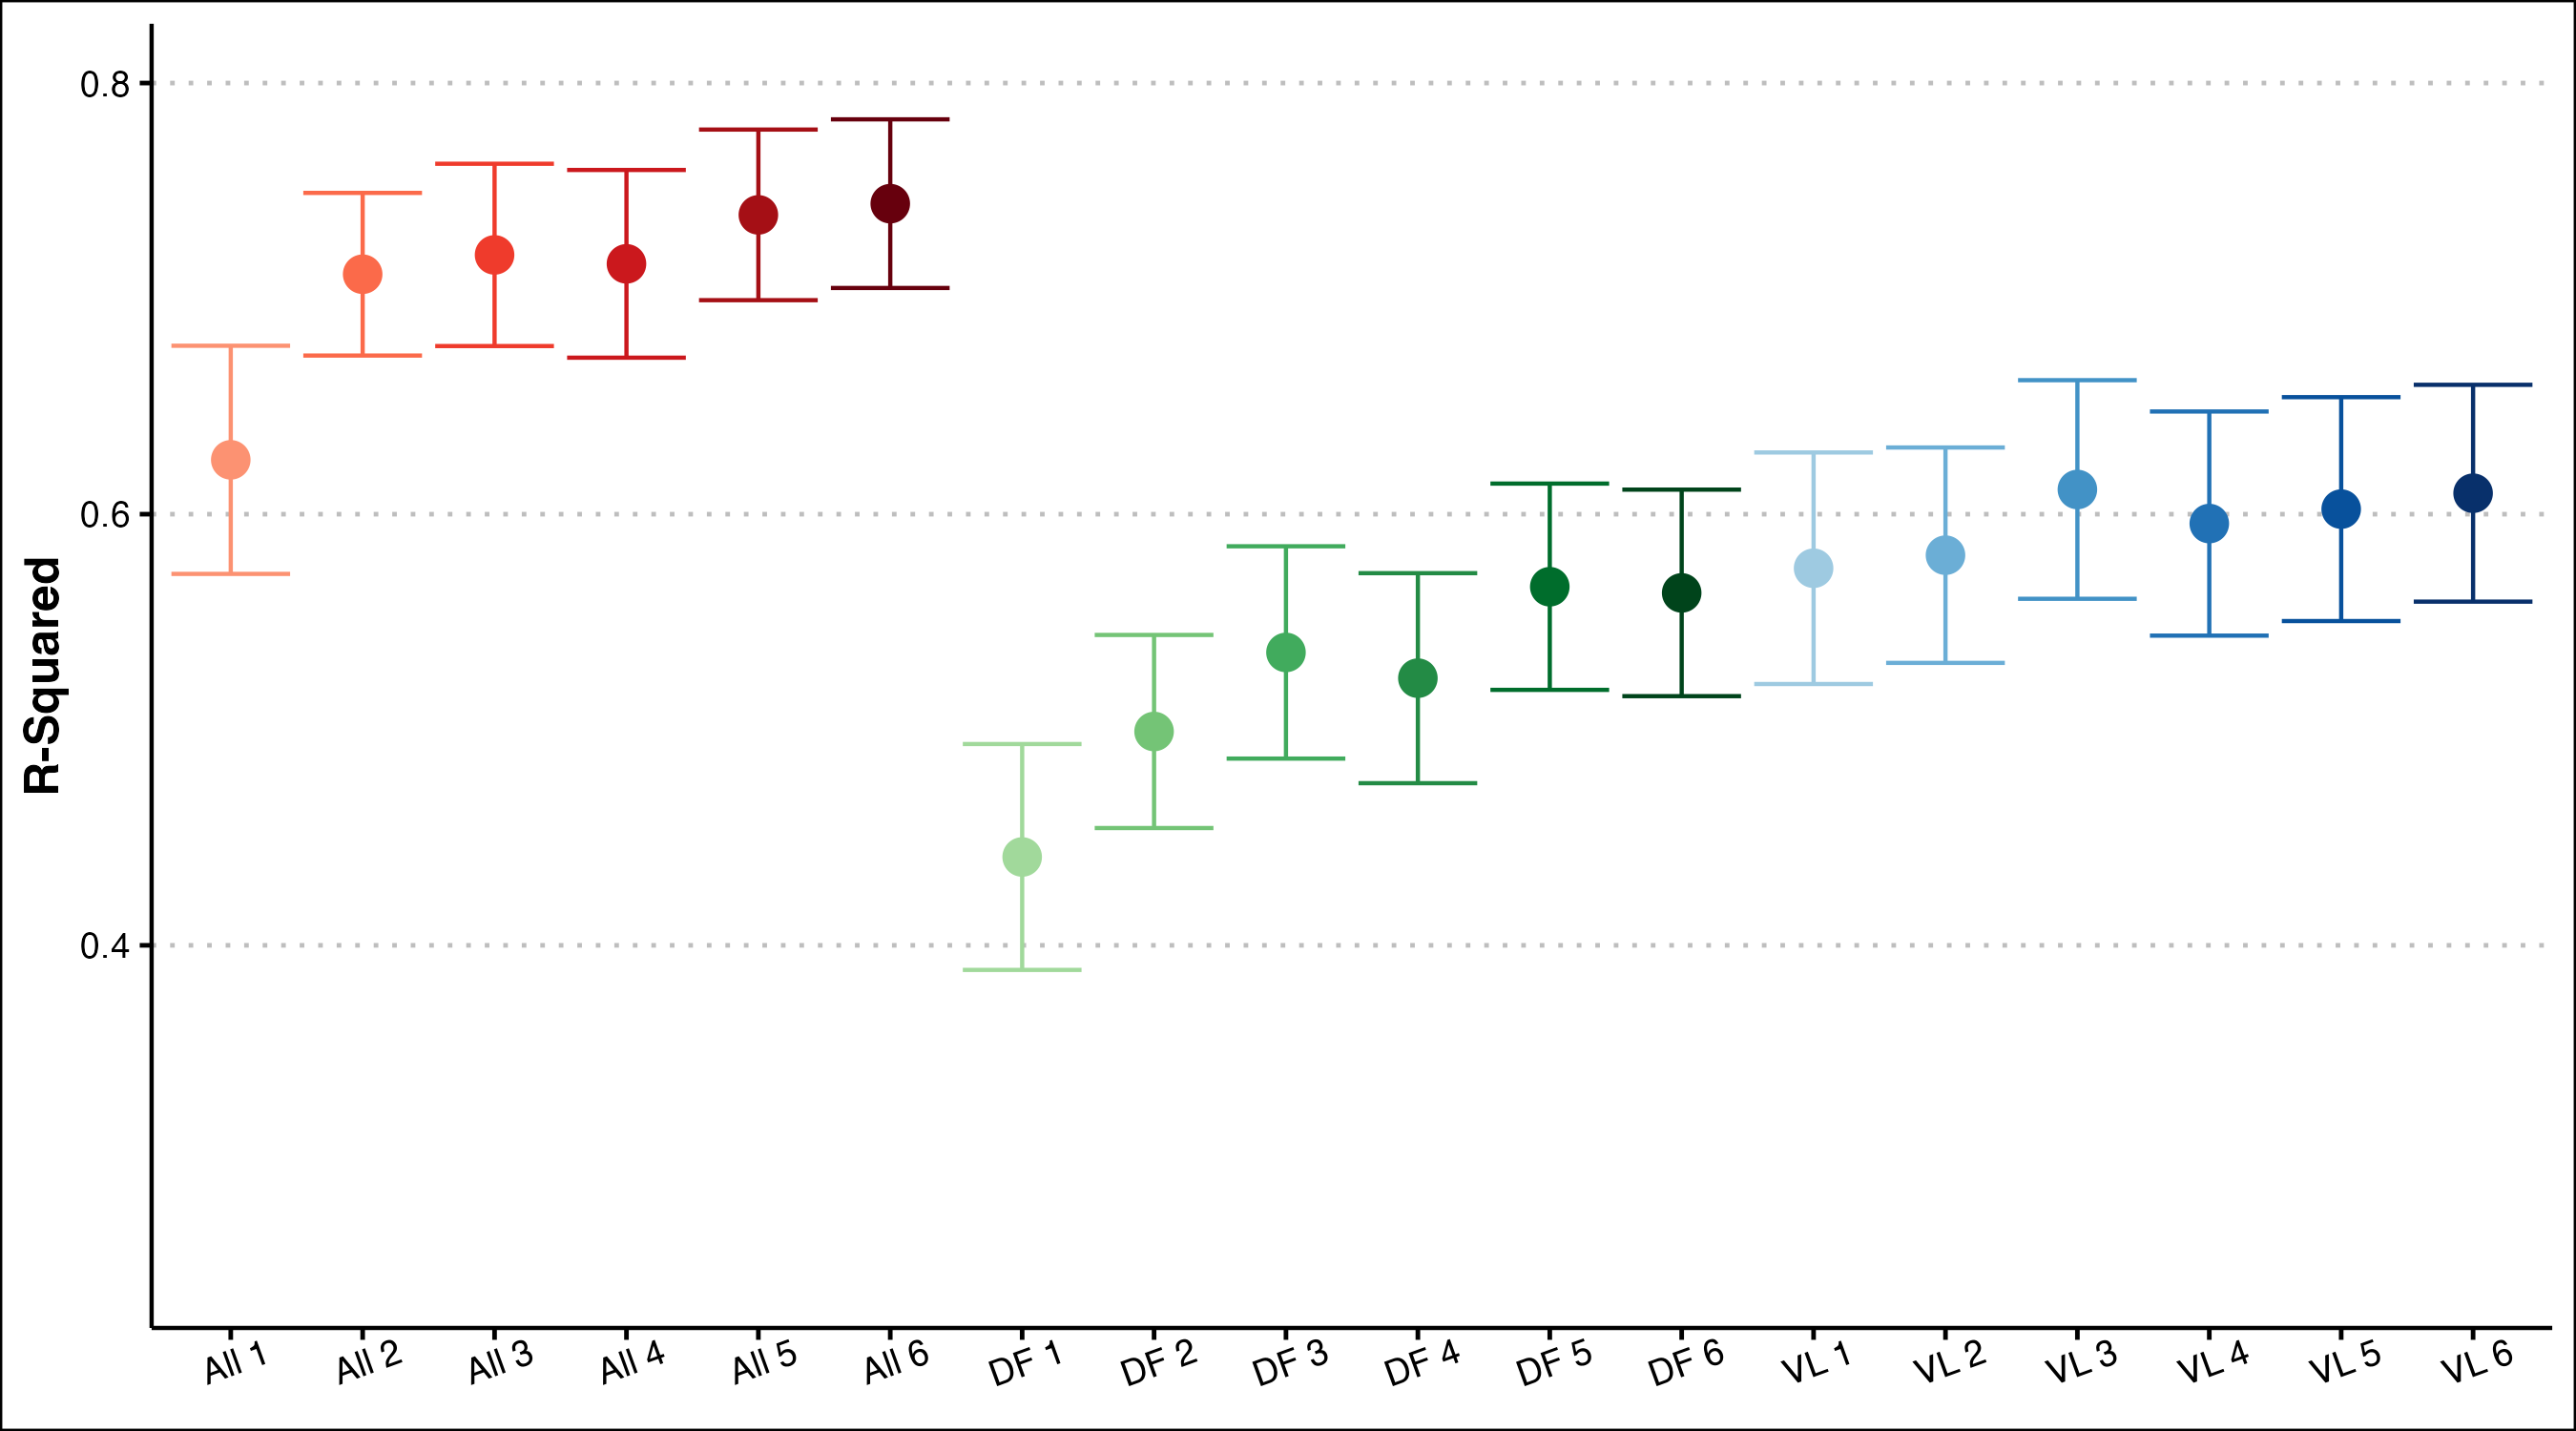 R-Squared
0.8
0.6
0.4
All 1
All 2
All 3
All 4
All 5
All 6
DF 1
DF 2
DF 3
DF 4
DF 5
DF 6
VL 1
VL 2
VL 3
VL 4
VL 5
VL 6